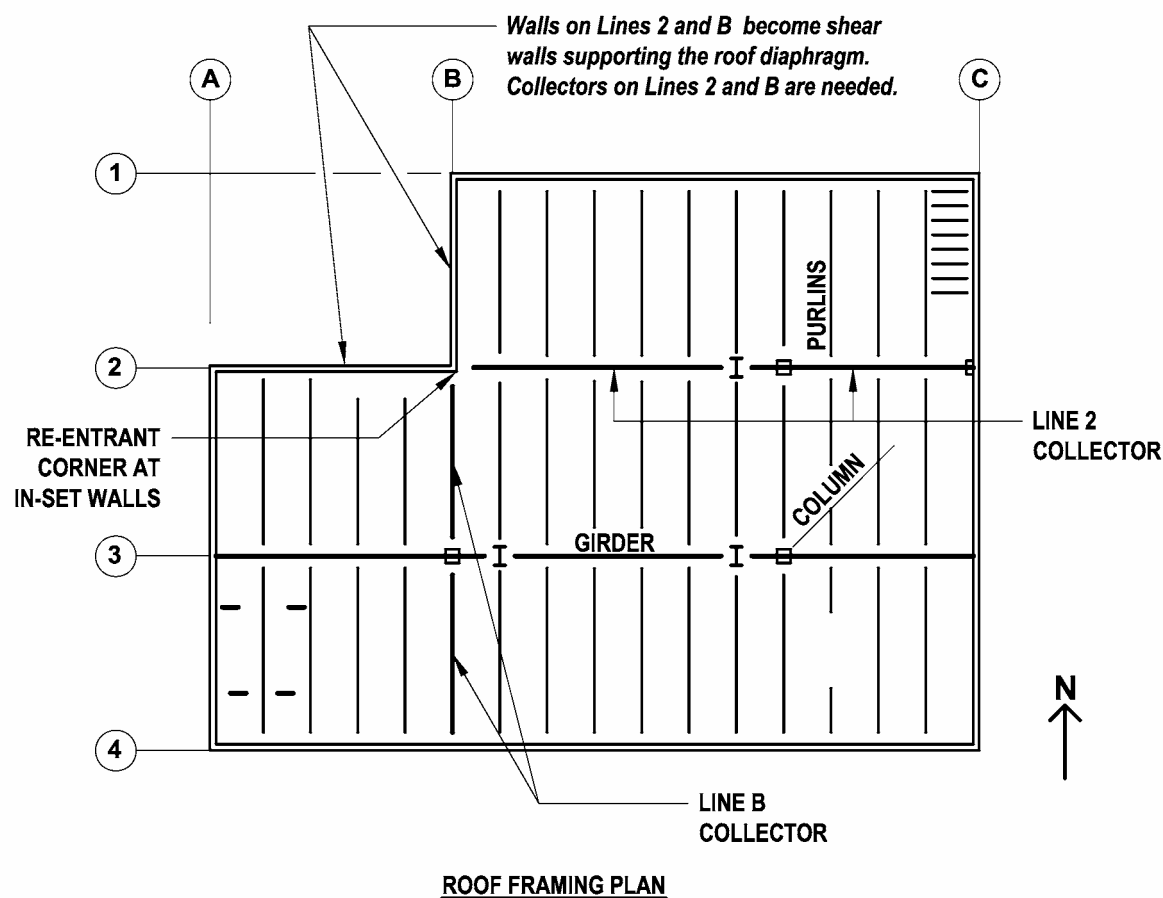 Walls on Lines 2 and B become shear
walls supporting the roof diaphragm.
Collectors on Lines 2 and B are needed.
A
B
C
1
2
3
4
PURLINS
RE-ENTRANT
CORNER AT
IN-SET WALLS
LINE 2
COLLECTOR
COLUMN
GIRDER
N
LINE B
COLLECTOR
ROOF FRAMING PLAN